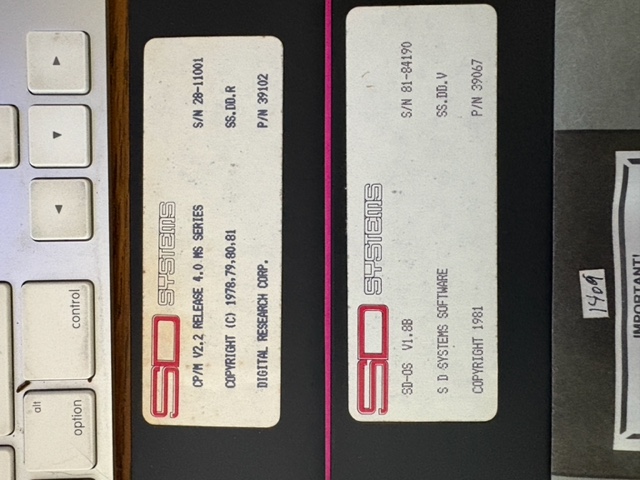 control
alt
option
SD SYSTEMS
CP/M V2.2 RELEASE 4.0 MS SERIES S/N 28-11001
COPYRIGHT (C) 1978,79,80,81 SS.DD.R
DIGITAL RESEARCH CORP. P/N 39102
SD SYSTEMS
SD-OS V1.8B S/N 81-84190
S D SYSTEMS SOFTWARE SS.DD.V
COPYRIGHT 1981 P/N 39067
1409
IMPORTANT!